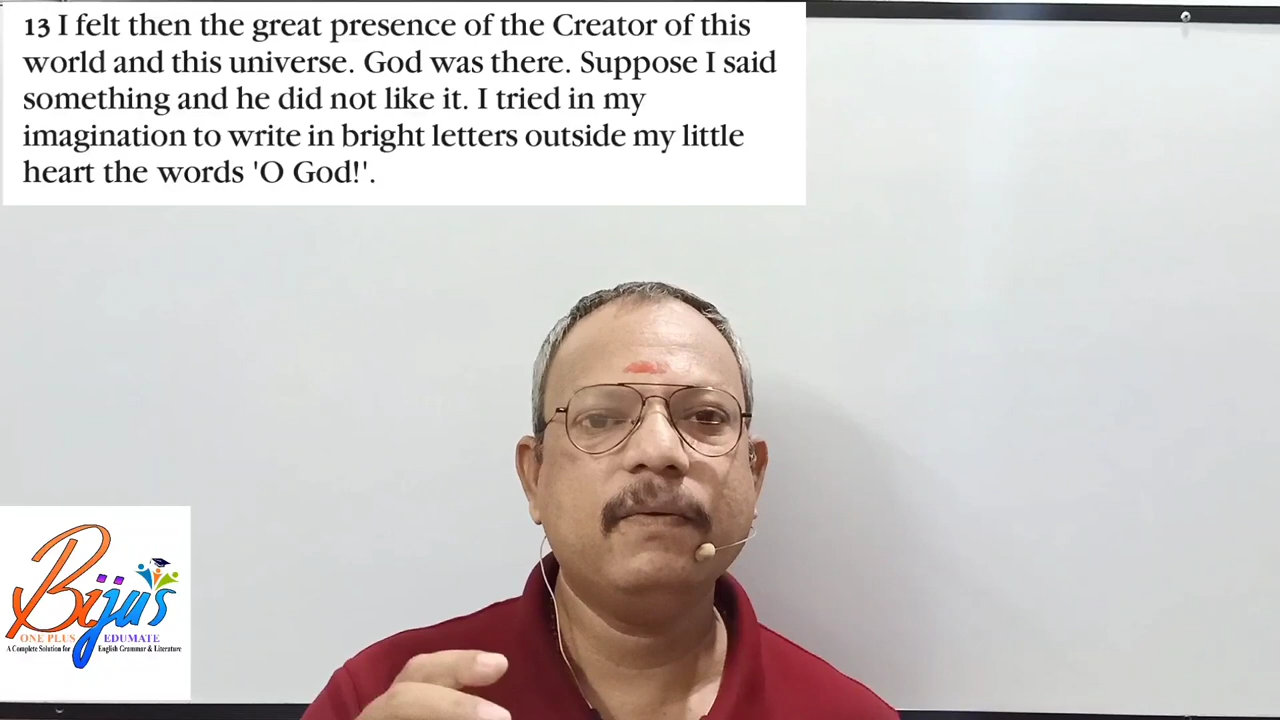 13 I felt then the great presence of the Creator of this
world and this universe. God was there. Suppose I said
something and he did not like it. I tried in my
imagination to write in bright letters outside my little
heart the words 'O God!'.
Biju's
ONE PLUS EDUMATE
A Complete Solution for English Grammar & Literature